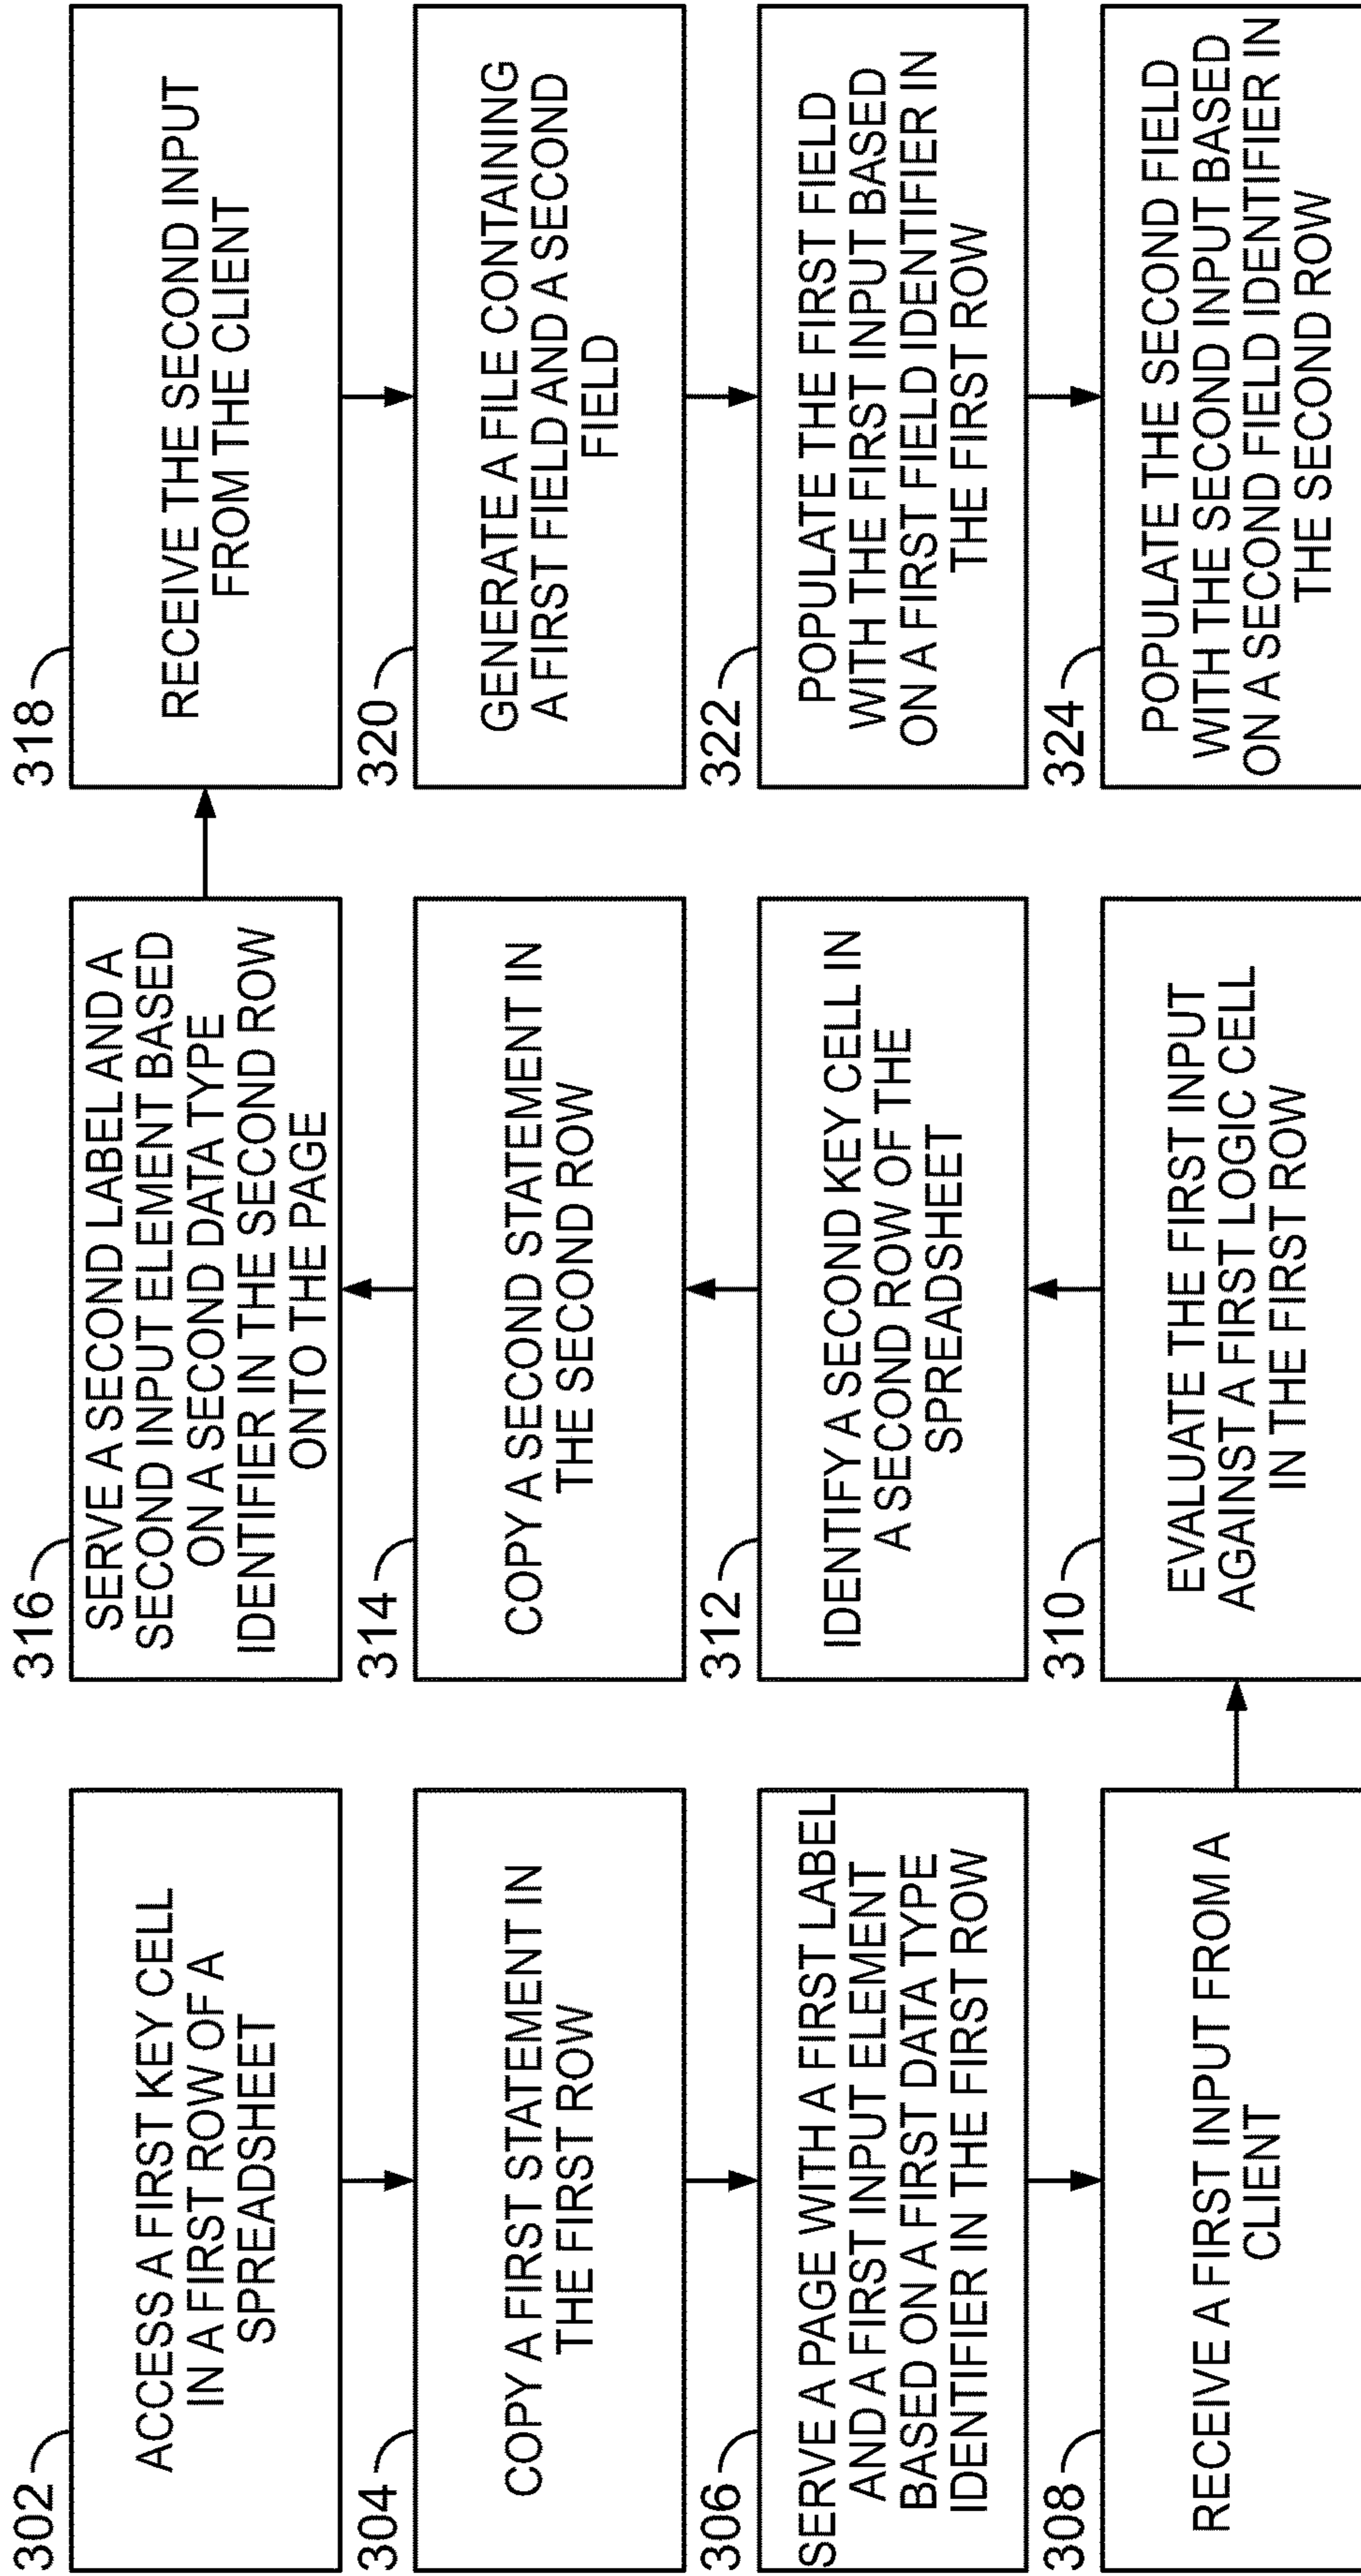 302
ACCESS A FIRST KEY CELL
IN A FIRST ROW OF A
SPREADSHEET
304
COPY A FIRST STATEMENT IN
THE FIRST ROW
306
SERVE A PAGE WITH A FIRST LABEL
AND A FIRST INPUT ELEMENT
BASED ON A FIRST DATA TYPE
IDENTIFIER IN THE FIRST ROW
308
RECEIVE A FIRST INPUT FROM A
CLIENT
310
EVALUATE THE FIRST INPUT
AGAINST A FIRST LOGIC CELL
IN THE FIRST ROW
312
IDENTIFY A SECOND KEY CELL IN
A SECOND ROW OF THE
SPREADSHEET
314
COPY A SECOND STATEMENT IN
THE SECOND ROW
316
SERVE A SECOND LABEL AND A
SECOND INPUT ELEMENT BASED
ON A SECOND DATA TYPE
IDENTIFIER IN THE SECOND ROW
ONTO THE PAGE
318
RECEIVE THE SECOND INPUT
FROM THE CLIENT
320
GENERATE A FILE CONTAINING
A FIRST FIELD AND A SECOND
FIELD
322
POPULATE THE FIRST FIELD
WITH THE FIRST INPUT BASED
ON A FIRST FIELD IDENTIFIER IN
THE FIRST ROW
324
POPULATE THE SECOND FIELD
WITH THE SECOND INPUT BASED
ON A SECOND FIELD IDENTIFIER IN
THE SECOND ROW